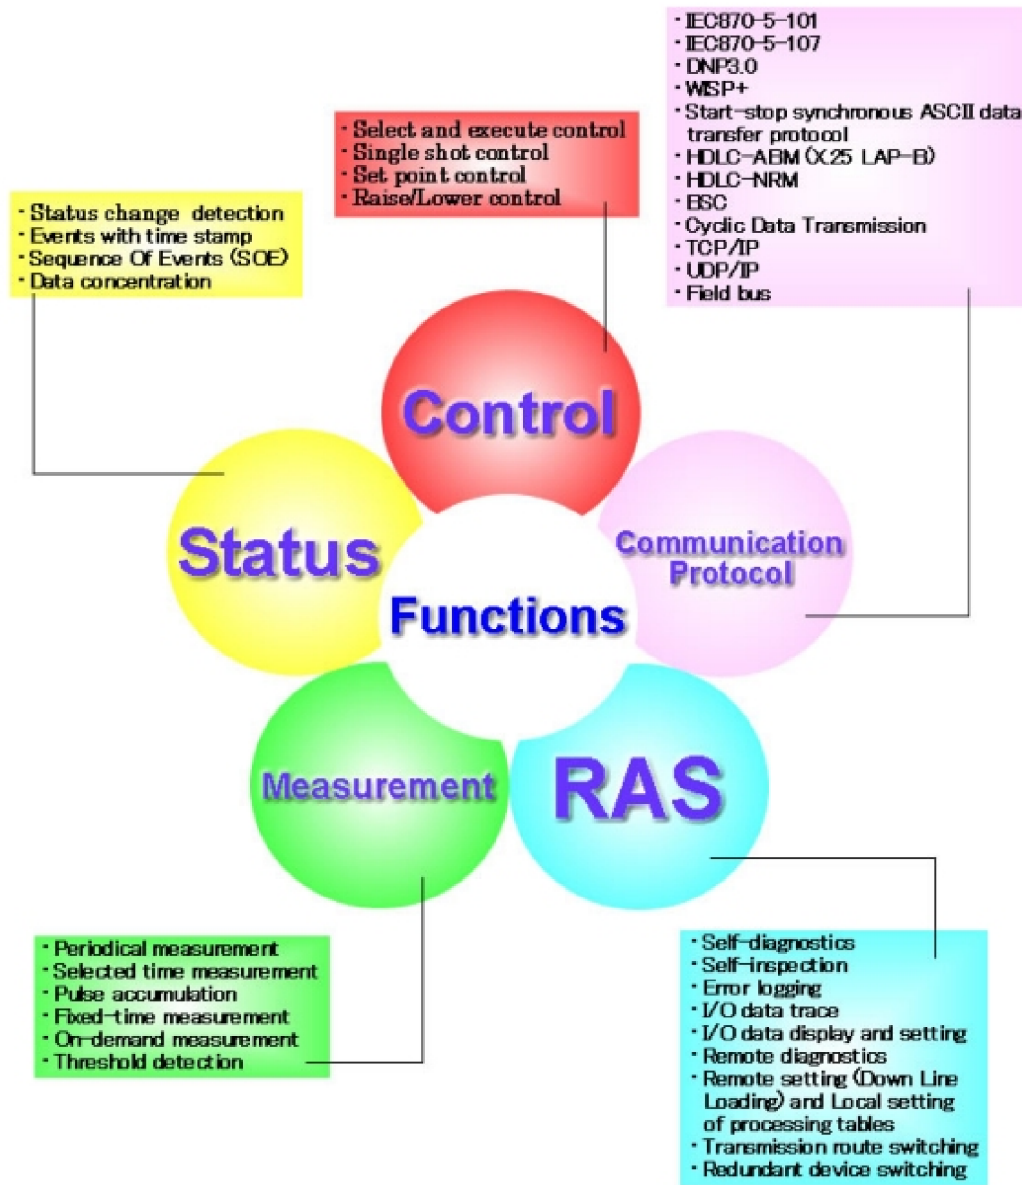 · IEC870-5-101
· IEC870-5-107
· DNP3.0
· WISP+
· Start-stop synchronous ASCII data
transfer protocol
· HDLC-ABM (X.25 LAP-B)
· HDLC-NRM
· BSC
· Cyclic Data Transmission
· TCP/IP
· UDP/IP
· Field bus
· Select and execute control
· Single shot control
· Set point control
· Raise/Lower control
· Status change detection
· Events with time stamp
· Sequence Of Events (SOE)
· Data concentration
Control
Status
Communication
Protocol
Functions
Measurement
RAS
· Periodical measurement
· Selected time measurement
· Pulse accumulation
· Fixed-time measurement
· On-demand measurement
· Threshold detection
· Self-diagnostics
· Self-inspection
· Error logging
· I/O data trace
· I/O data display and setting
· Remote diagnostics
· Remote setting (Down Line
Loading) and Local setting
of processing tables
· Transmission route switching
· Redundant device switching